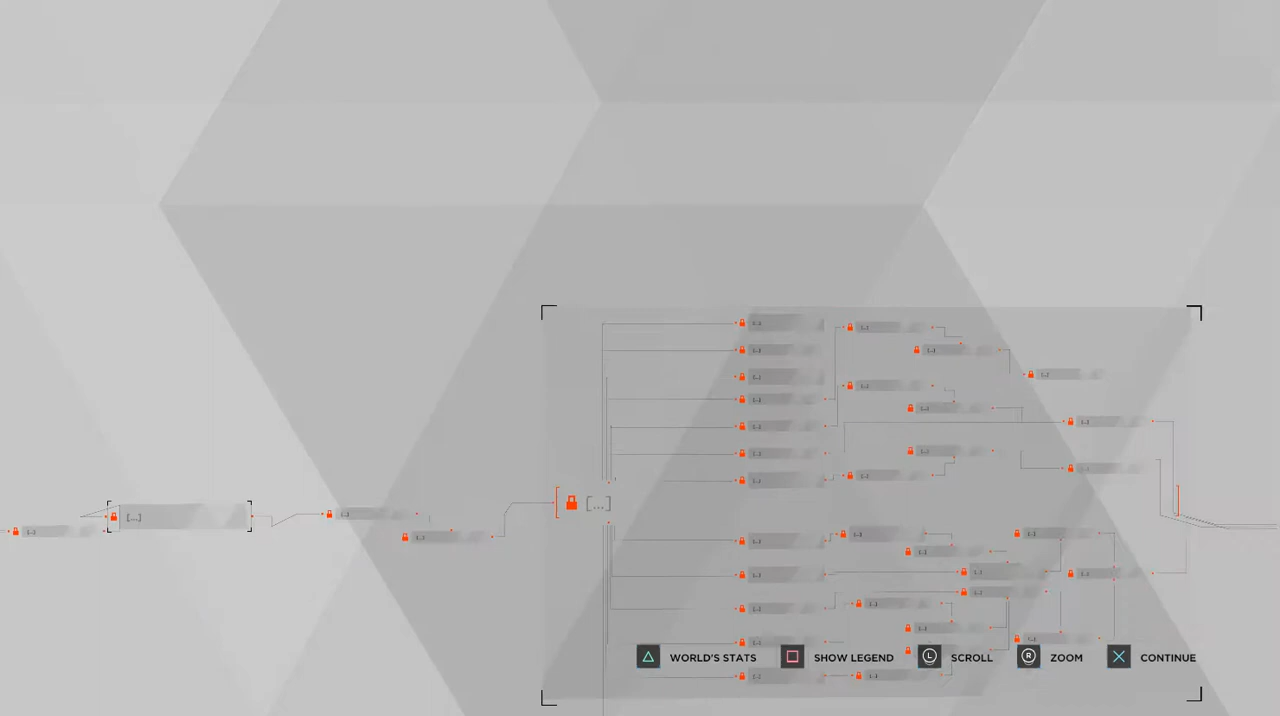 [...]
[...]
WORLD'S STATS
SHOW LEGEND
L
SCROLL
R
ZOOM
CONTINUE